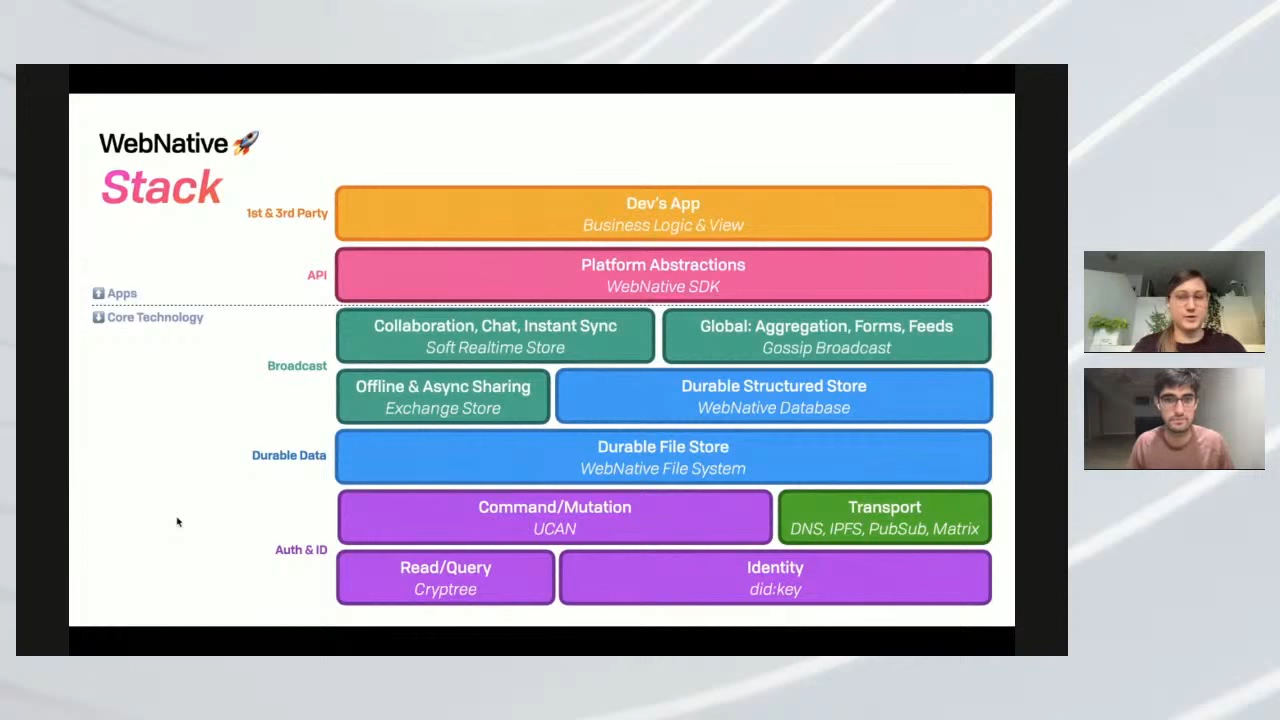 WebNative 🚀
Stack
1st & 3rd Party
Dev's App
Business Logic & View
API
Platform Abstractions
WebNative SDK
⬆️ Apps
⬇️ Core Technology
Broadcast
Collaboration, Chat, Instant Sync
Soft Realtime Store
Global: Aggregation, Forms, Feeds
Gossip Broadcast
Offline & Async Sharing
Exchange Store
Durable Structured Store
WebNative Database
Durable Data
Durable File Store
WebNative File System
Auth & ID
Command/Mutation
UCAN
Transport
DNS, IPFS, PubSub, Matrix
Read/Query
Cryptree
Identity
did:key